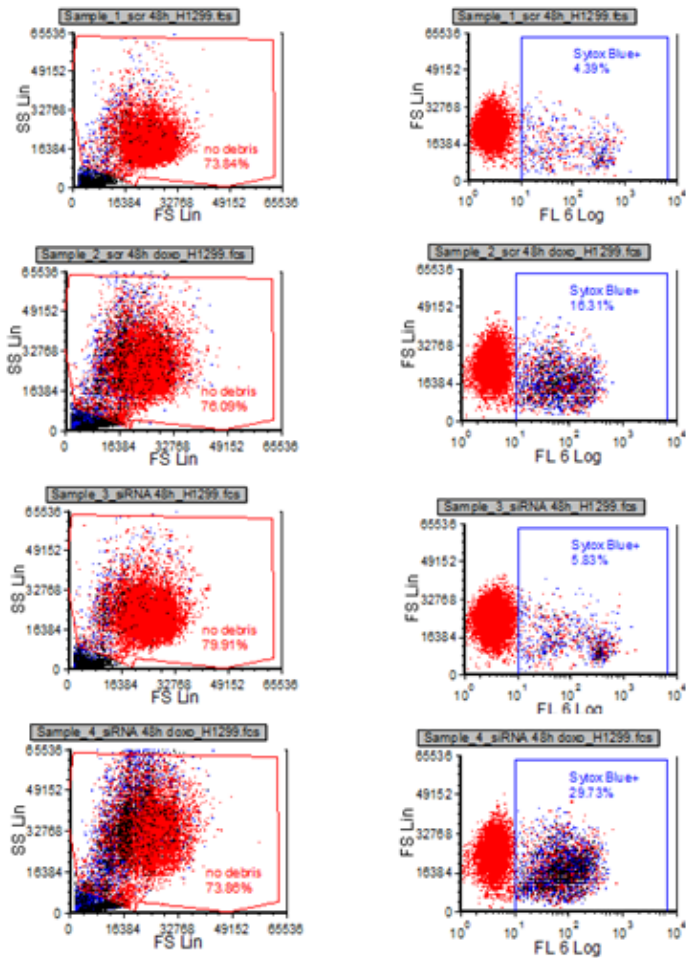 Sample_1_scr 48h_H1299.fcs
65536
49152
32768
16384
0
SS Lin
no debris
73.84%
0 16384 32768 49152 65536
FS Lin
Sample_1_scr 48h_H1299.fcs
65536
49152
32768
16384
0
FS Lin
Sytox Blue+
4.39%
10^0 10^1 10^2 10^3 10^4
FL 6 Log
Sample_2_scr 48h doxo_H1299.fcs
65536
49152
32768
16384
0
SS Lin
no debris
76.09%
0 16384 32768 49152 65536
FS Lin
Sample_2_scr 48h doxo_H1299.fcs
65536
49152
32768
16384
0
FS Lin
Sytox Blue+
16.31%
10^0 10^1 10^2 10^3 10^4
FL 6 Log
Sample_3_siRNA 48h_H1299.fcs
65536
49152
32768
16384
0
SS Lin
no debris
79.91%
0 16384 32768 49152 65536
FS Lin
Sample_3_siRNA 48h_H1299.fcs
65536
49152
32768
16384
0
FS Lin
Sytox Blue+
5.83%
10^0 10^1 10^2 10^3 10^4
FL 6 Log
Sample_4_siRNA 48h doxo_H1299.fcs
65536
49152
32768
16384
0
SS Lin
no debris
73.86%
0 16384 32768 49152 65536
FS Lin
Sample_4_siRNA 48h doxo_H1299.fcs
65536
49152
32768
16384
0
FS Lin
Sytox Blue+
29.73%
10^0 10^1 10^2 10^3 10^4
FL 6 Log